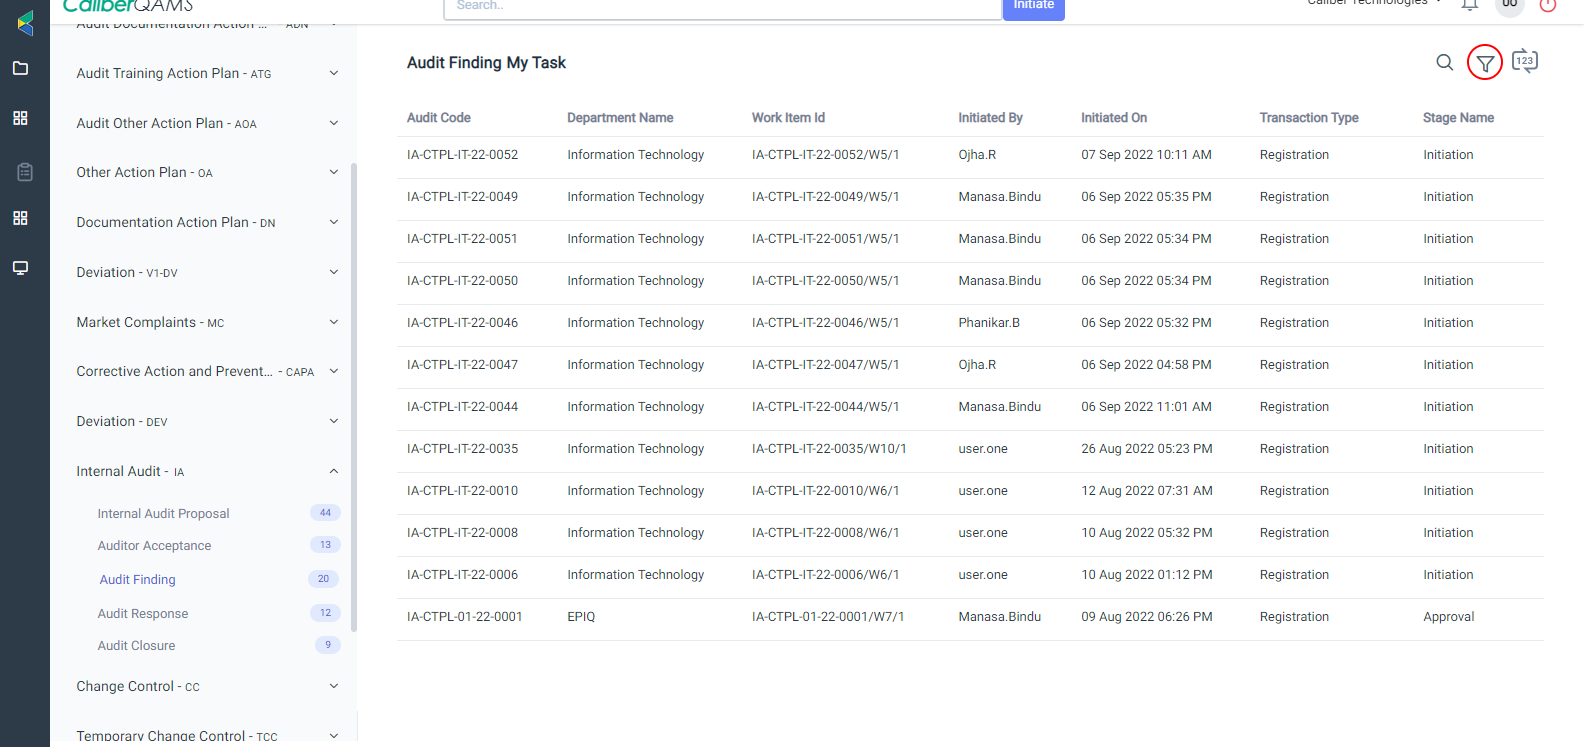 CaliberQAMS
Search..
Initiate
Caliber Technologies
Audit Documentation Action ... - ADN
Audit Training Action Plan - ATG
Audit Other Action Plan - AOA
Other Action Plan - OA
Documentation Action Plan - DN
Deviation - V1-DV
Market Complaints - MC
Corrective Action and Prevent... - CAPA
Deviation - DEV
Internal Audit - IA
Internal Audit Proposal 44
Auditor Acceptance 13
Audit Finding 20
Audit Response 12
Audit Closure 9
Change Control - CC
Temporary Change Control - TCC
Audit Finding My Task
123
Audit Code Department Name Work Item Id Initiated By Initiated On Transaction Type Stage Name
IA-CTPL-IT-22-0052 Information Technology IA-CTPL-IT-22-0052/W5/1 Ojha.R 07 Sep 2022 10:11 AM Registration Initiation
IA-CTPL-IT-22-0049 Information Technology IA-CTPL-IT-22-0049/W5/1 Manasa.Bindu 06 Sep 2022 05:35 PM Registration Initiation
IA-CTPL-IT-22-0051 Information Technology IA-CTPL-IT-22-0051/W5/1 Manasa.Bindu 06 Sep 2022 05:34 PM Registration Initiation
IA-CTPL-IT-22-0050 Information Technology IA-CTPL-IT-22-0050/W5/1 Manasa.Bindu 06 Sep 2022 05:34 PM Registration Initiation
IA-CTPL-IT-22-0046 Information Technology IA-CTPL-IT-22-0046/W5/1 Phanikar.B 06 Sep 2022 05:32 PM Registration Initiation
IA-CTPL-IT-22-0047 Information Technology IA-CTPL-IT-22-0047/W5/1 Ojha.R 06 Sep 2022 04:58 PM Registration Initiation
IA-CTPL-IT-22-0044 Information Technology IA-CTPL-IT-22-0044/W5/1 Manasa.Bindu 06 Sep 2022 11:01 AM Registration Initiation
IA-CTPL-IT-22-0035 Information Technology IA-CTPL-IT-22-0035/W10/1 user.one 26 Aug 2022 05:23 PM Registration Initiation
IA-CTPL-IT-22-0010 Information Technology IA-CTPL-IT-22-0010/W6/1 user.one 12 Aug 2022 07:31 AM Registration Initiation
IA-CTPL-IT-22-0008 Information Technology IA-CTPL-IT-22-0008/W6/1 user.one 10 Aug 2022 05:32 PM Registration Initiation
IA-CTPL-IT-22-0006 Information Technology IA-CTPL-IT-22-0006/W6/1 user.one 10 Aug 2022 01:12 PM Registration Initiation
IA-CTPL-01-22-0001 EPIQ IA-CTPL-01-22-0001/W7/1 Manasa.Bindu 09 Aug 2022 06:26 PM Registration Approval